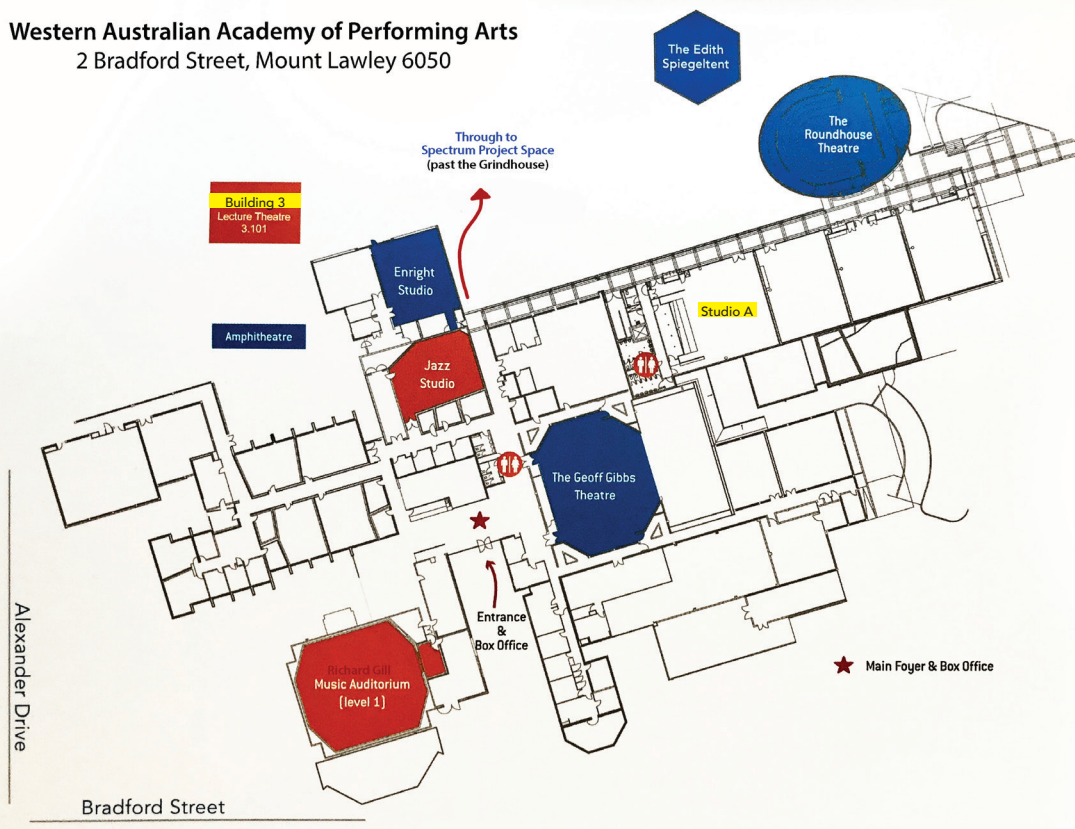 Western Australian Academy of Performing Arts
2 Bradford Street, Mount Lawley 6050
The Edith
Spiegeltent
The
Roundhouse
Theatre
Through to
Spectrum Project Space
(past the Grindhouse)
Building 3
Lecture Theatre
3.101
Enright
Studio
Studio A
Amphitheatre
Jazz
Studio
The Geoff Gibbs
Theatre
Entrance
&
Box Office
Richard Gill
Music Auditorium
[level 1]
Main Foyer & Box Office
Alexander Drive
Bradford Street